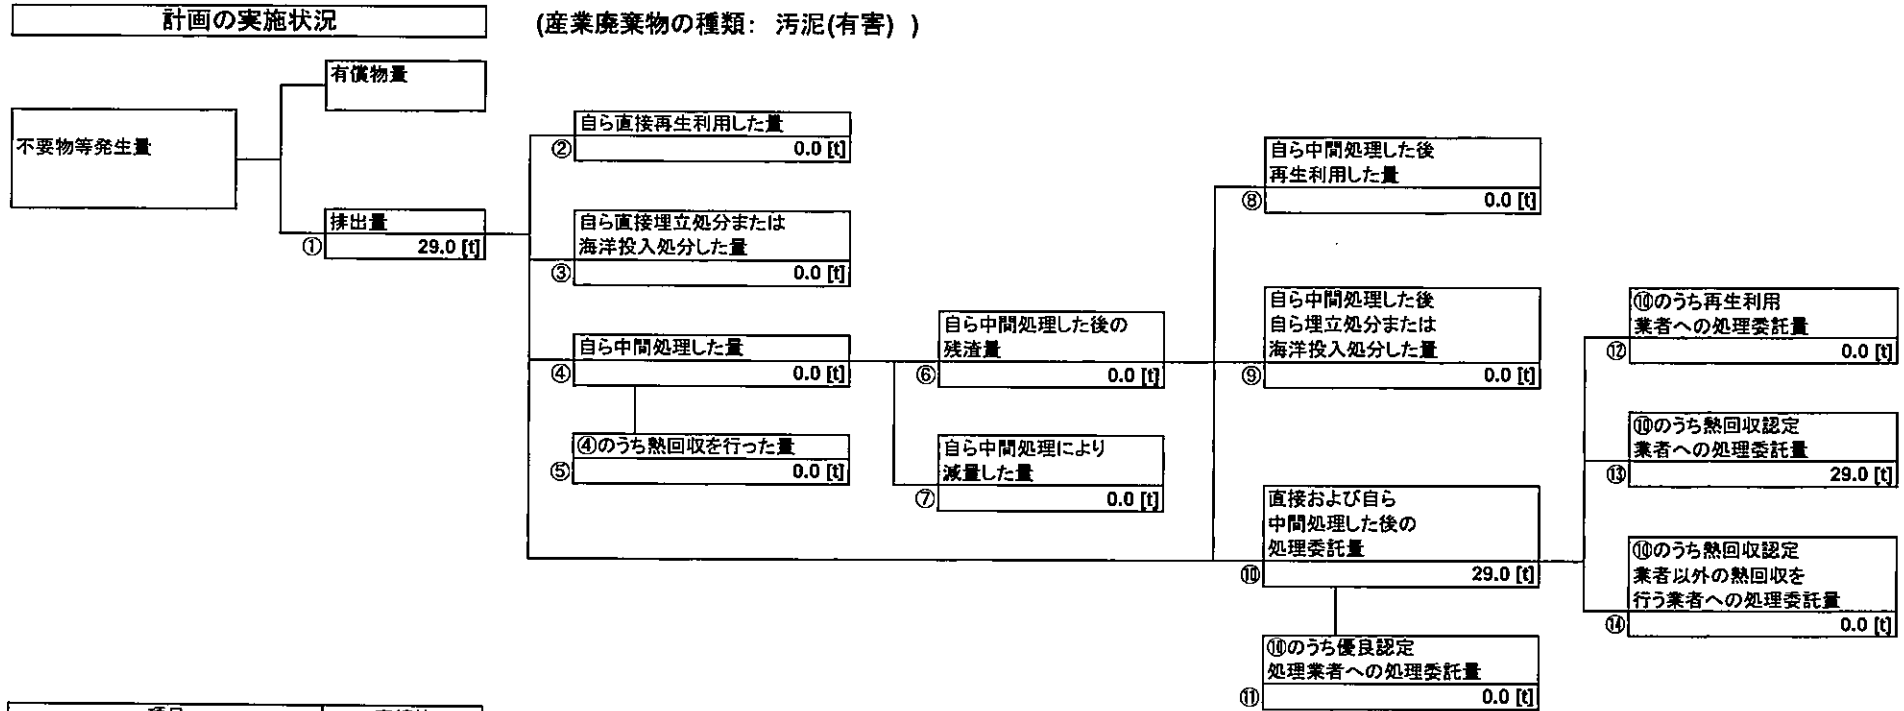 計画の実施状況
(産業廃棄物の種類: 汚泥(有害) )
有償物量
不要物等発生量
排出量
① 29.0 [t]
自ら直接再生利用した量
② 0.0 [t]
自ら直接埋立処分または
海洋投入処分した量
③ 0.0 [t]
自ら中間処理した量
④ 0.0 [t]
④のうち熱回収を行った量
⑤ 0.0 [t]
自ら中間処理した後の
残渣量
⑥ 0.0 [t]
自ら中間処理により
減量した量
⑦ 0.0 [t]
自ら中間処理した後
再生利用した量
⑧ 0.0 [t]
自ら中間処理した後
自ら埋立処分または
海洋投入処分した量
⑨ 0.0 [t]
直接および自ら
中間処理した後の
処理委託量
⑩ 29.0 [t]
⑩のうち優良認定
処理業者への処理委託量
⑪ 0.0 [t]
⑩のうち再生利用
業者への処理委託量
⑫ 0.0 [t]
⑩のうち熱回収認定
業者への処理委託量
⑬ 29.0 [t]
⑩のうち熱回収認定
業者以外の熱回収を
行う業者への処理委託量
⑭ 0.0 [t]